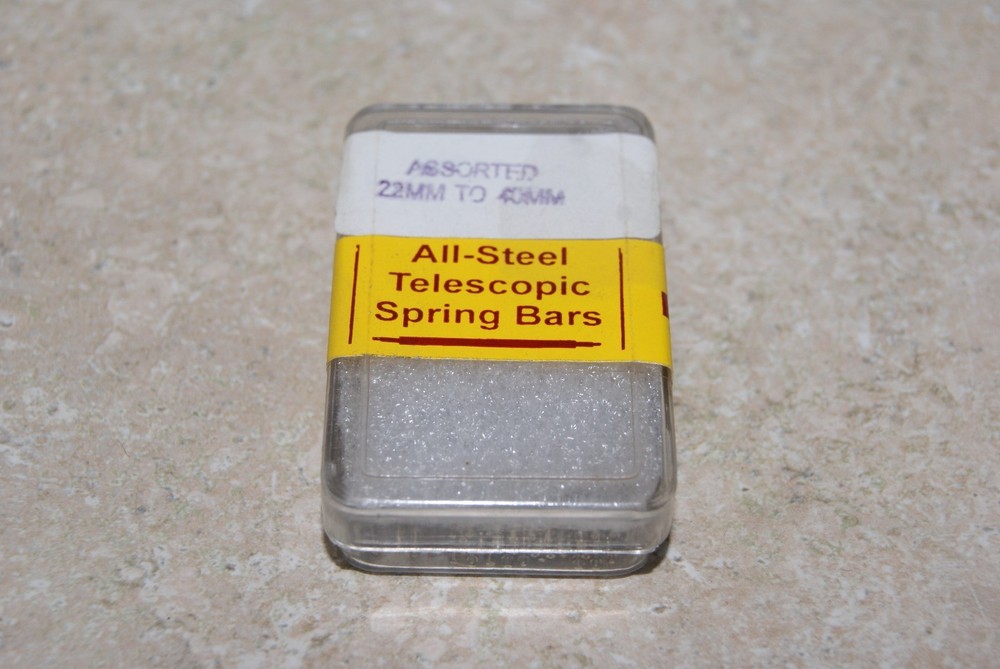 ASSORTED
22MM TO 40MM
All-Steel
Telescopic
Spring Bars